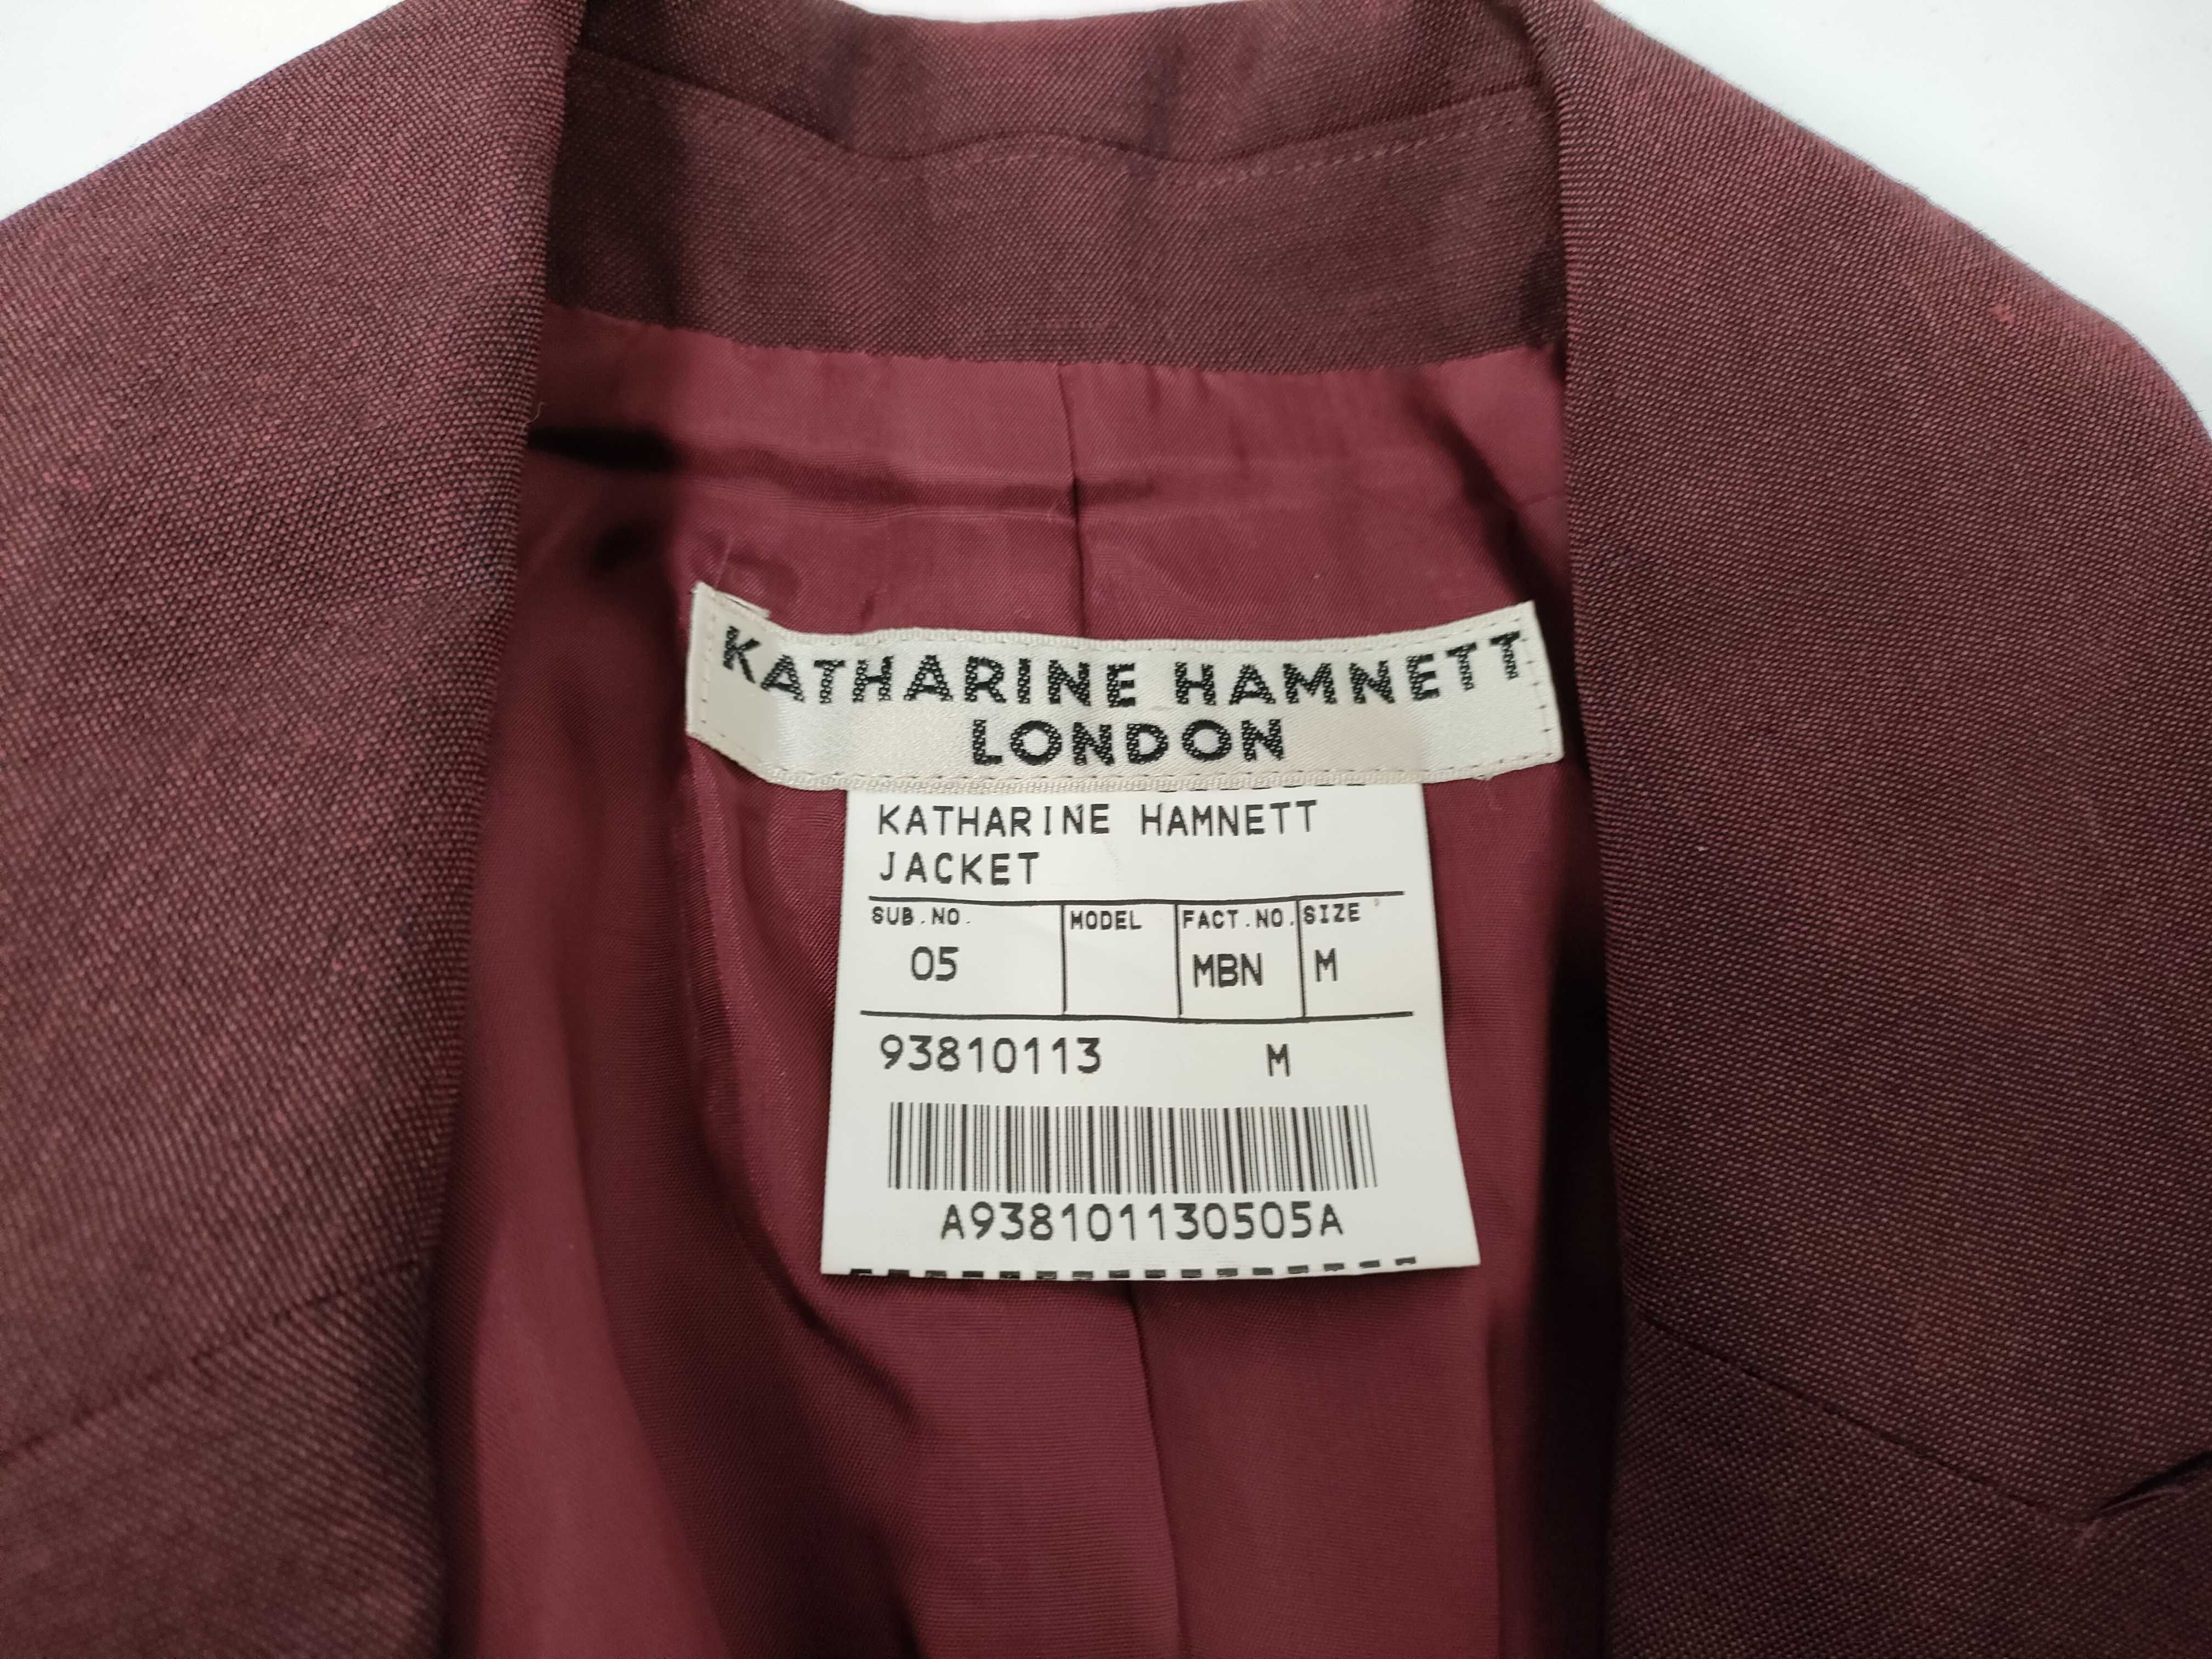 KATHARINE HAMNETT
LONDON
KATHARINE HAMNETT
JACKET
SUB.NO. MODEL FACT.NO. SIZE
05 MBN M
93810113 M
A938101130505A